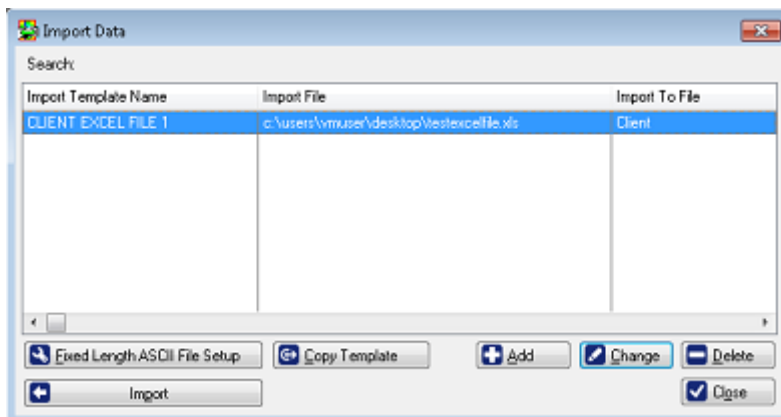 Import Data
Search:
Import Template Name Import File Import To File
CLIENT EXCEL FILE 1 c:\users\vmuser\desktop\testexcelfile.xls Client
Fixed Length ASCII File Setup Copy Template Add Change Delete
Import Close